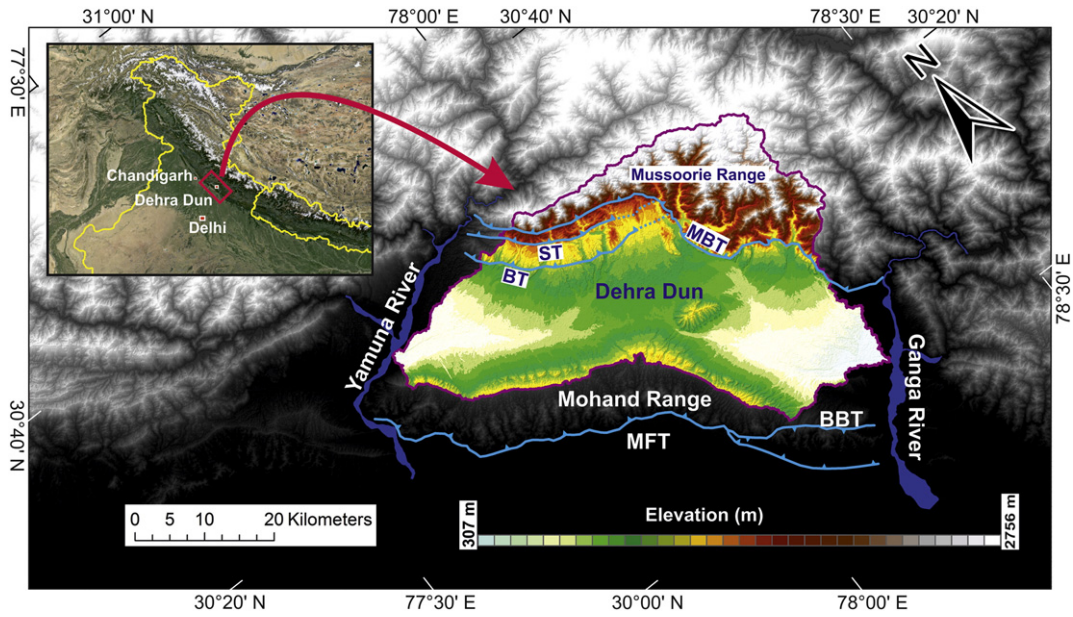 31°00' N
78°00' E
30°40' N
78°30' E
30°20' N
77°30' E
N
Chandigarh
Dehra Dun
Delhi
Mussoorie Range
MBT
ST
BT
Dehra Dun
Yamuna River
Ganga River
78°30' E
Mohand Range
BBT
MFT
30°40' N
0 5 10 20 Kilometers
Elevation (m)
307 m
2756 m
30°20' N
77°30' E
30°00' N
78°00' E